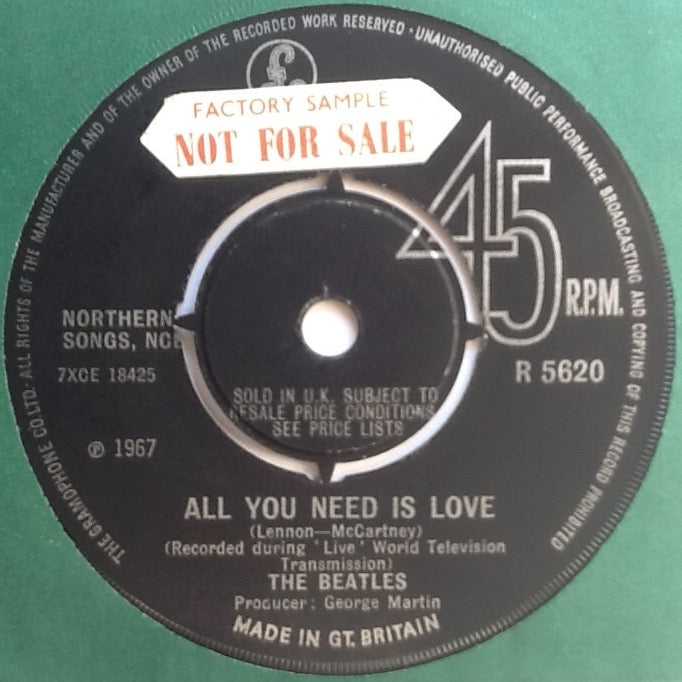 THE GRAMOPHONE CO. LTD. · ALL RIGHTS OF THE MANUFACTURER AND OF THE OWNER OF THE RECORDED WORK RESERVED · UNAUTHORISED PUBLIC PERFORMANCE BROADCASTING AND COPYING OF THIS RECORD PROHIBITED
£
FACTORY SAMPLE
NOT FOR SALE
45
R.P.M.
NORTHERN
SONGS, NCB
7XCE 18425
R 5620
SOLD IN U.K. SUBJECT TO
RESALE PRICE CONDITIONS,
SEE PRICE LISTS
℗ 1967
ALL YOU NEED IS LOVE
(Lennon—McCartney)
(Recorded during 'Live' World Television
Transmission)
THE BEATLES
Producer: George Martin
MADE IN GT. BRITAIN